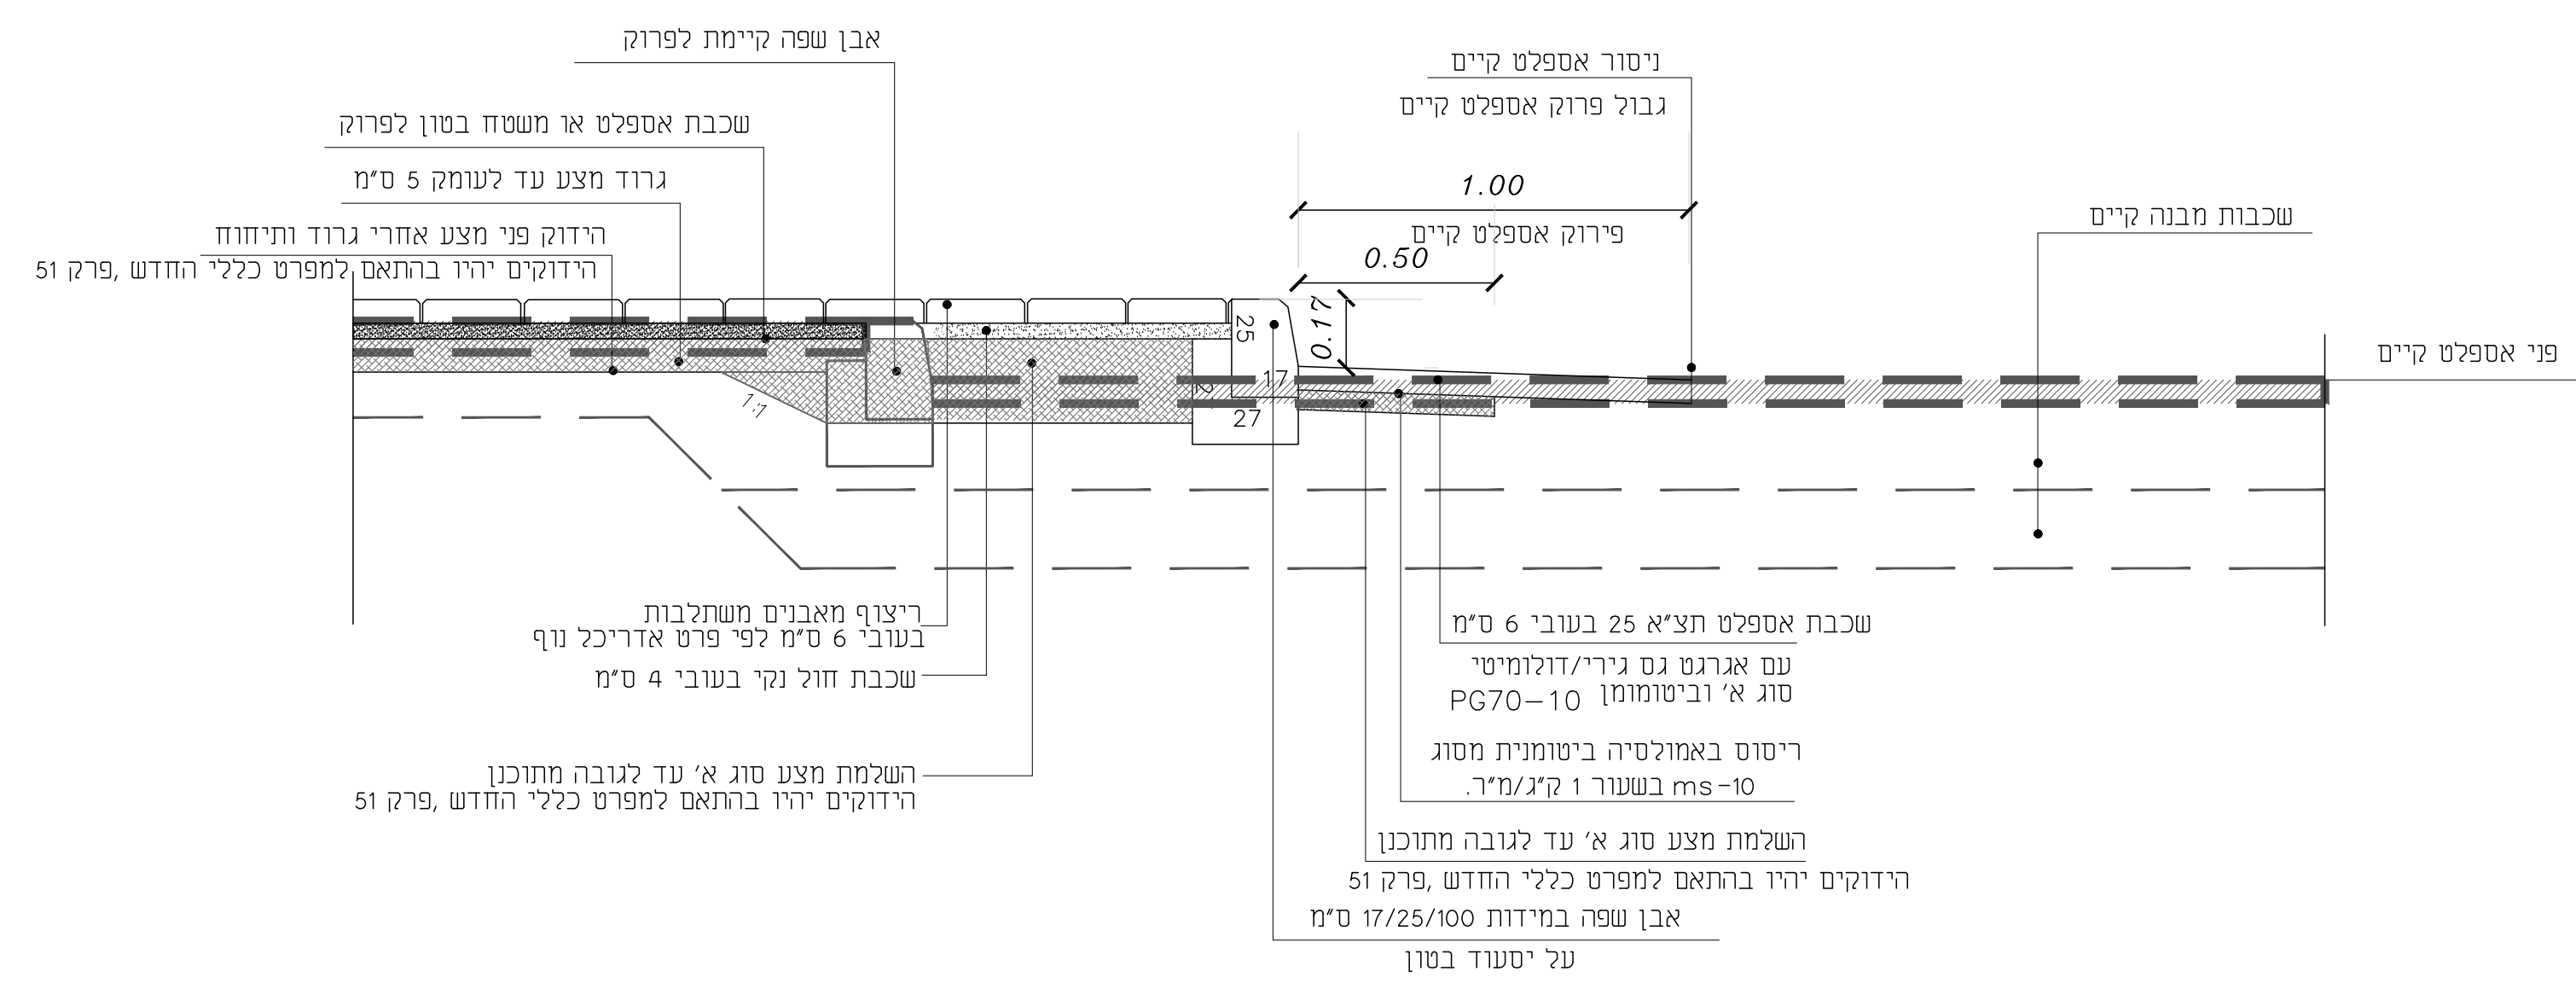 אבן שפה קיימת לפרוק
ניסור אספלט קיים
גבול פרוק אספלט קיים
שכבת אספלט או משטח בטון לפרוק
גרוד מצע עד לעומק 5 ס"מ
הידוק פני מצע אחרי גרוד ותיחוח
הידוקים יהיו בהתאם למפרט כללי החדש ,פרק 51
1.00
פירוק אספלט קיים
0.50
0.17
שכבות מבנה קיים
פני אספלט קיים
25
17
27
1:1
ריצוף מאבנים משתלבות
בעובי 6 ס"מ לפי פרט אדריכל נוף
שכבת חול נקי בעובי 4 ס"מ
השלמת מצע סוג א' עד לגובה מתוכנן
הידוקים יהיו בהתאם למפרט כללי החדש ,פרק 51
שכבת אספלט תצ"א 25 בעובי 6 ס"מ
עם אגרגט גס גירי/דולומיטי
סוג א' וביטומומן PG70-10
ריסוס באמולסיה ביטומנית מסוג
ms-10 בשעור 1 ק"ג/מ"ר.
השלמת מצע סוג א' עד לגובה מתוכנן
הידוקים יהיו בהתאם למפרט כללי החדש ,פרק 51
אבן שפה במידות 17/25/100 ס"מ
על יסעוד בטון